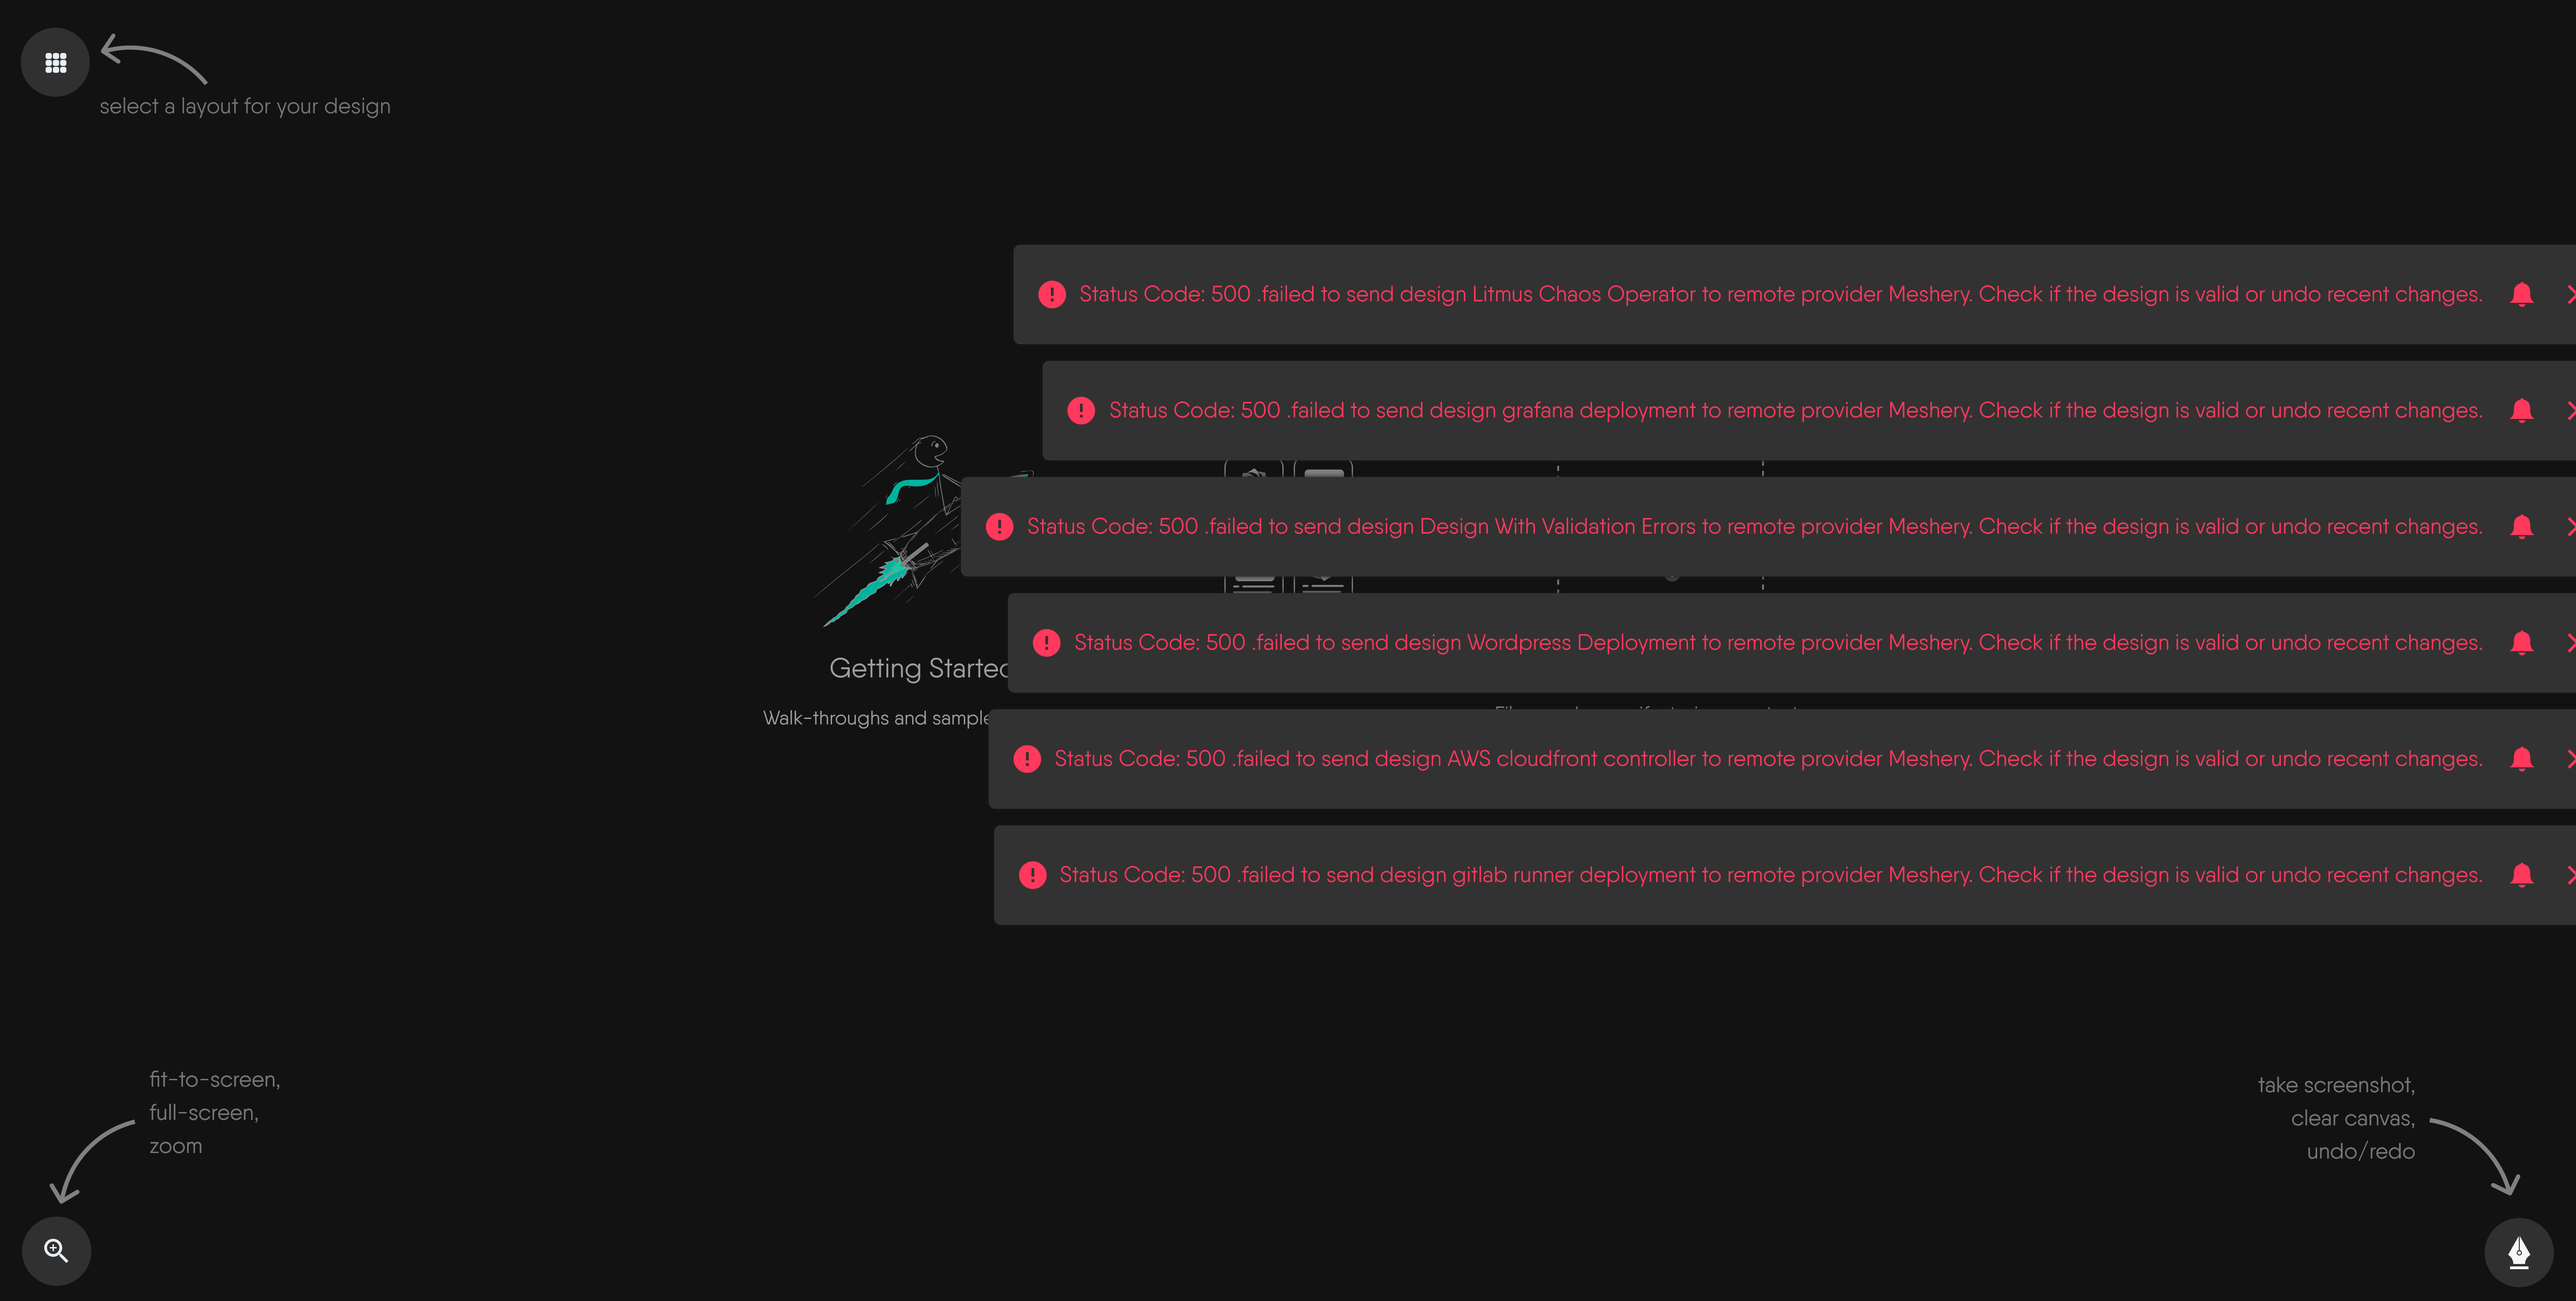 select a layout for your design
Status Code: 500 .failed to send design Litmus Chaos Operator to remote provider Meshery. Check if the design is valid or undo recent changes.
Status Code: 500 .failed to send design grafana deployment to remote provider Meshery. Check if the design is valid or undo recent changes.
Status Code: 500 .failed to send design Design With Validation Errors to remote provider Meshery. Check if the design is valid or undo recent changes.
Status Code: 500 .failed to send design Wordpress Deployment to remote provider Meshery. Check if the design is valid or undo recent changes.
Getting Started
Walk-throughs and sample
Status Code: 500 .failed to send design AWS cloudfront controller to remote provider Meshery. Check if the design is valid or undo recent changes.
Status Code: 500 .failed to send design gitlab runner deployment to remote provider Meshery. Check if the design is valid or undo recent changes.
fit-to-screen,
full-screen,
zoom
take screenshot,
clear canvas,
undo/redo